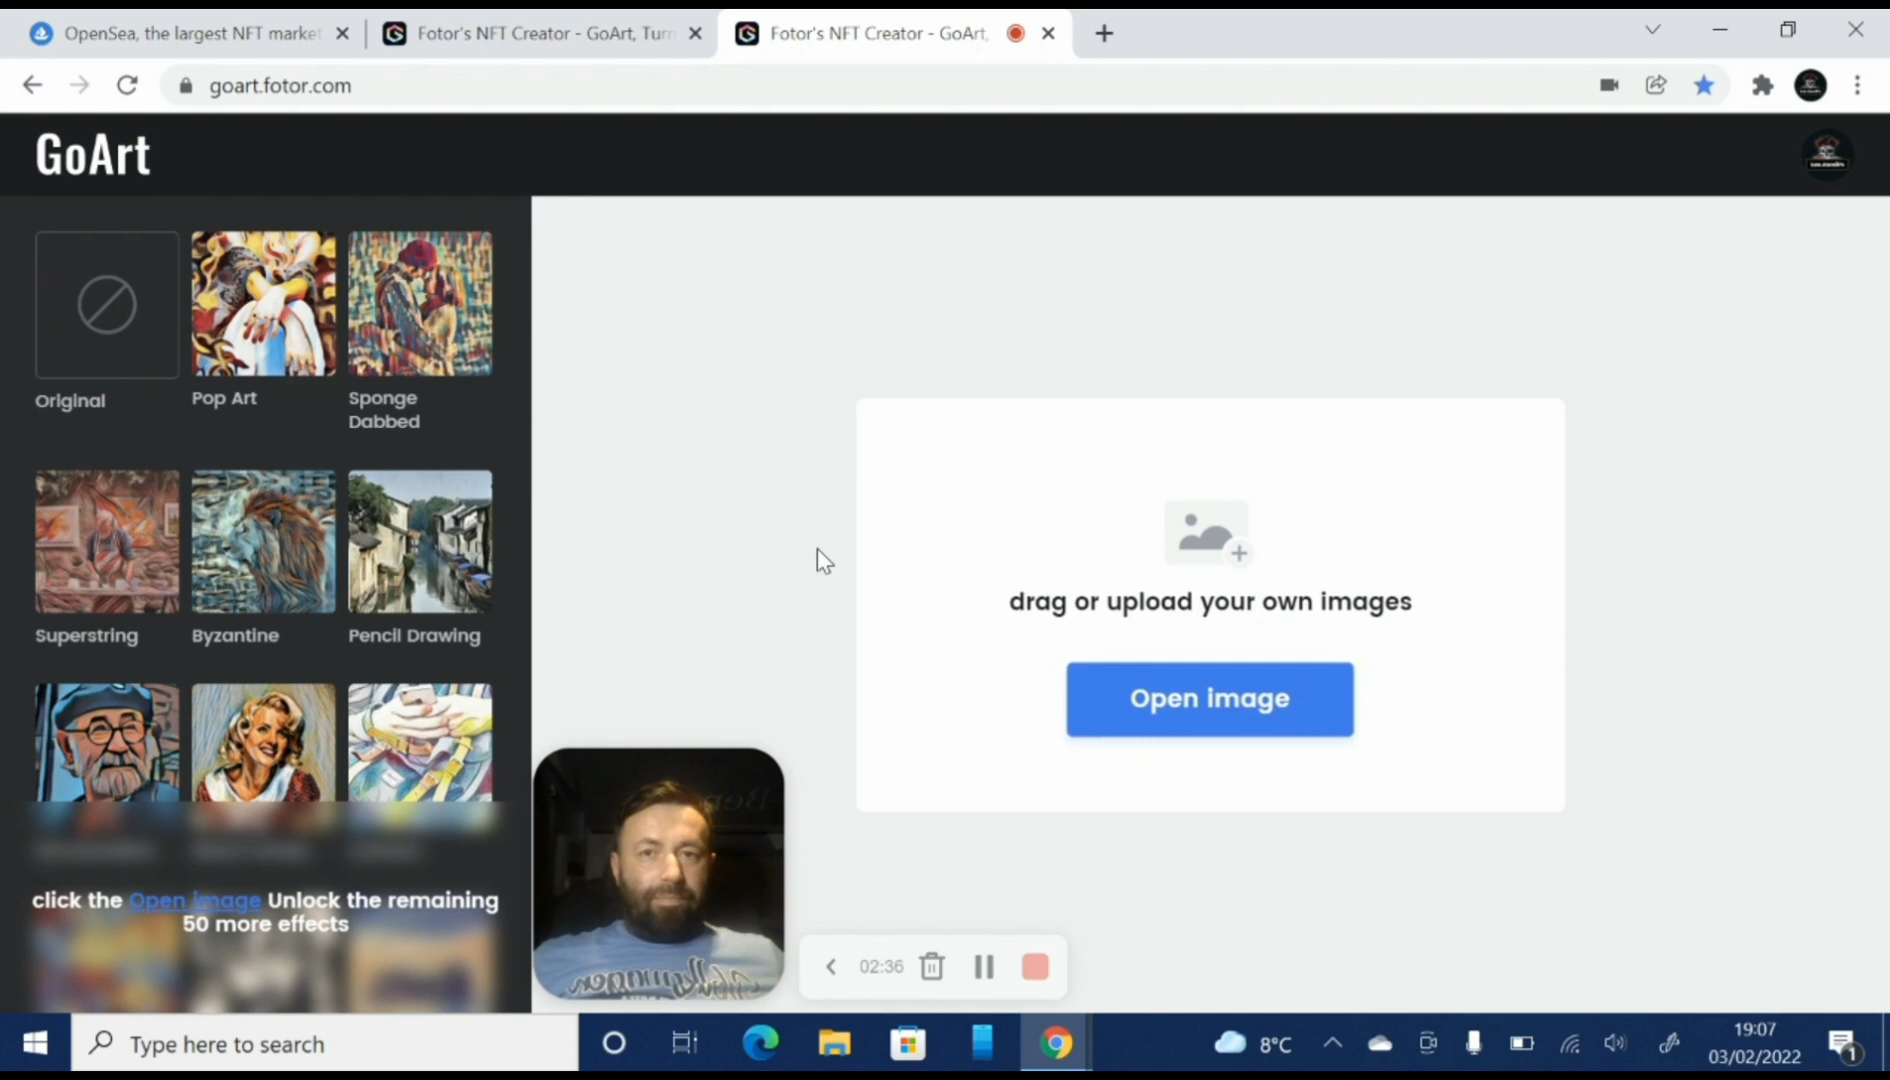 OpenSea, the largest NFT market
Fotor's NFT Creator - GoArt, Turn
Fotor's NFT Creator - GoArt,
goart.fotor.com
GoArt
Original
Pop Art
Sponge
Dabbed
Superstring
Byzantine
Pencil Drawing
drag or upload your own images
Open image
click the Open image Unlock the remaining
50 more effects
02:36
Type here to search
8°C
19:07
03/02/2022
1